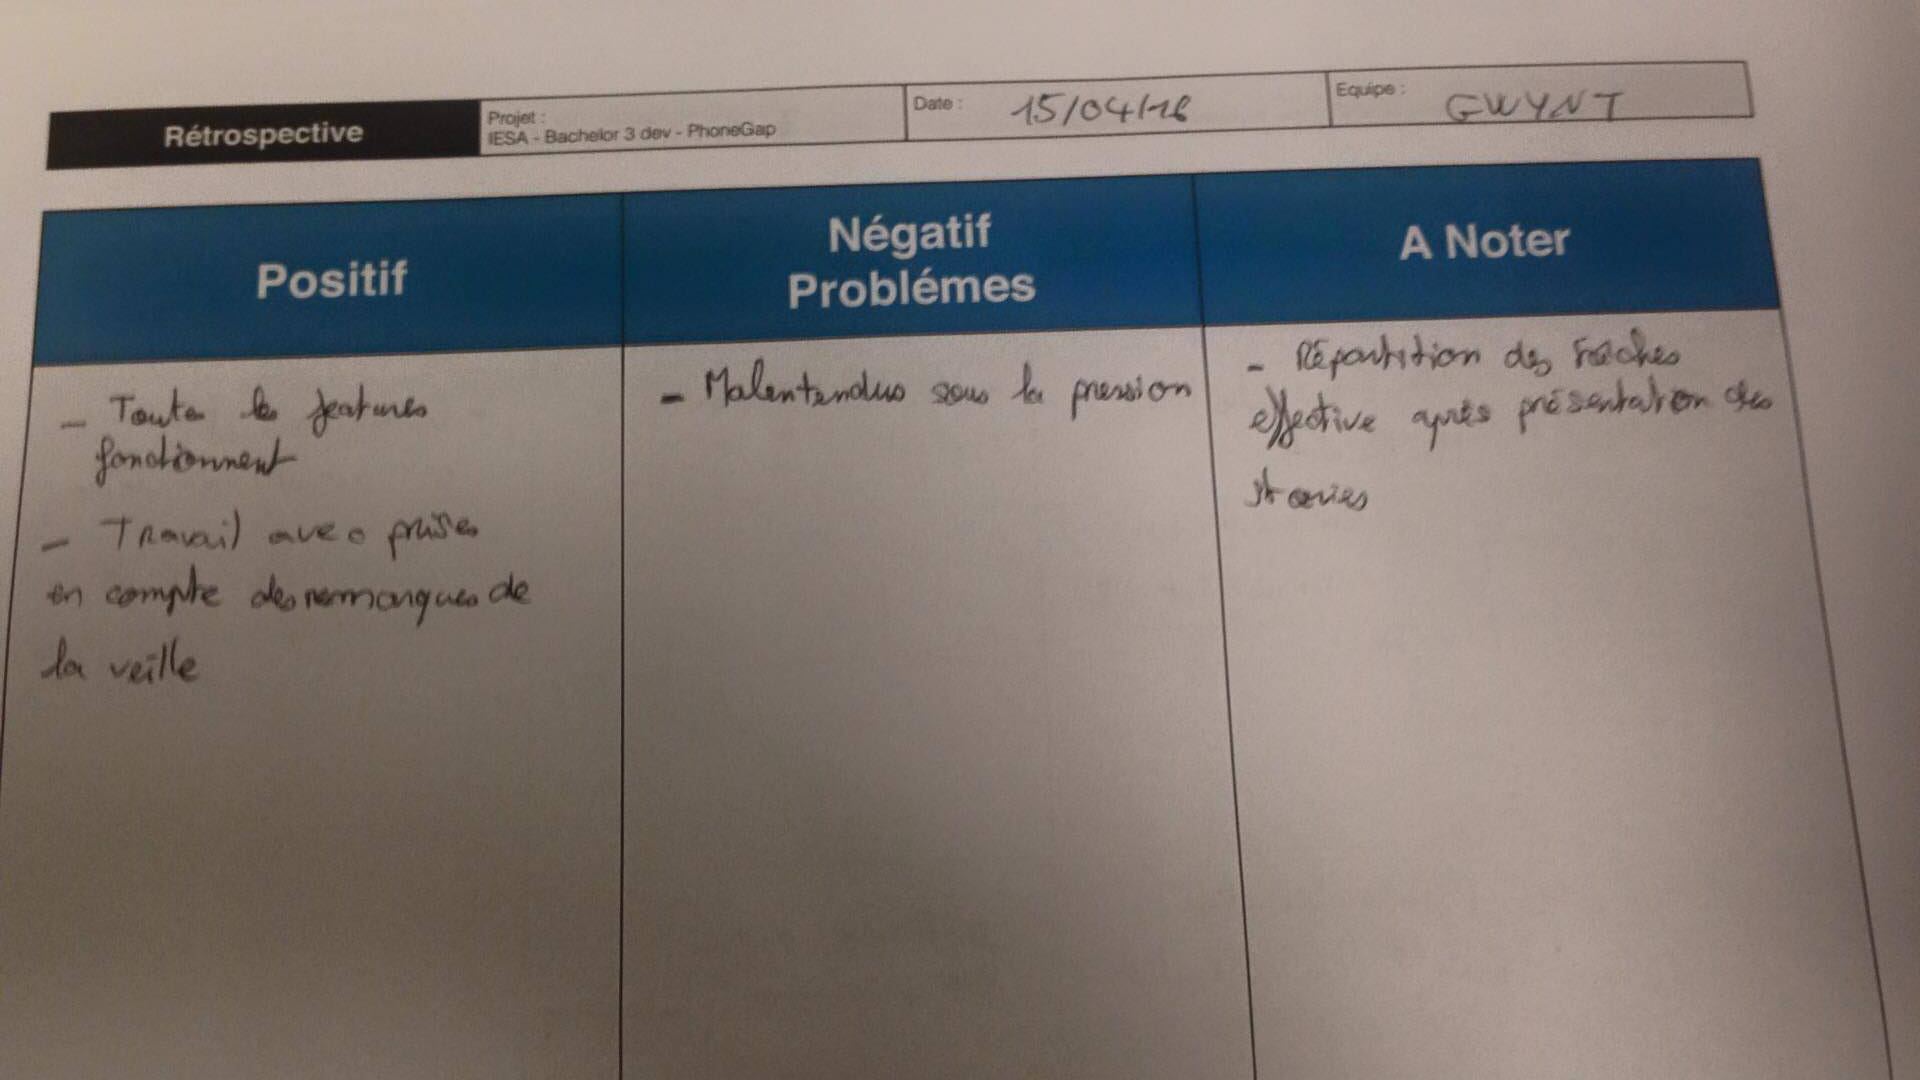 Rétrospective
Projet :
IESA - Bachelor 3 dev - PhoneGap
Date : 15/04/16
Equipe : GWYNT
Positif
Négatif
Problémes
A Noter
- Toutes les features
fonctionnent
- Travail avec prises
en compte des remarques de
la veille
- Malentendus sous la pression
- Répartition des tâches
effective après présentation des
stories